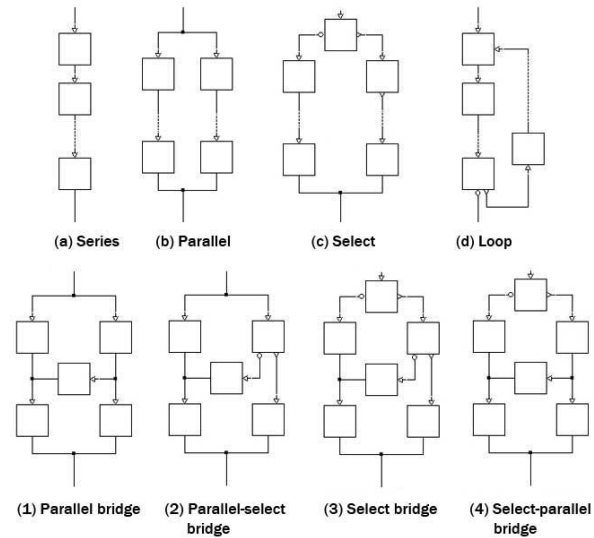 (a) Series
(b) Parallel
(c) Select
(d) Loop
(1) Parallel bridge
(2) Parallel-select
bridge
(3) Select bridge
(4) Select-parallel
bridge